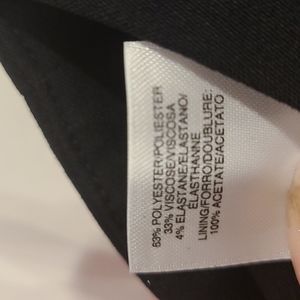 63% POLYESTER/POLIESTER
33% VISCOSE/VISCOSA
4% ELASTANE/ELASTANO/
ELASTHANNE
LINING/FORRO/DOUBLURE:
100% ACETATE/ACETATO